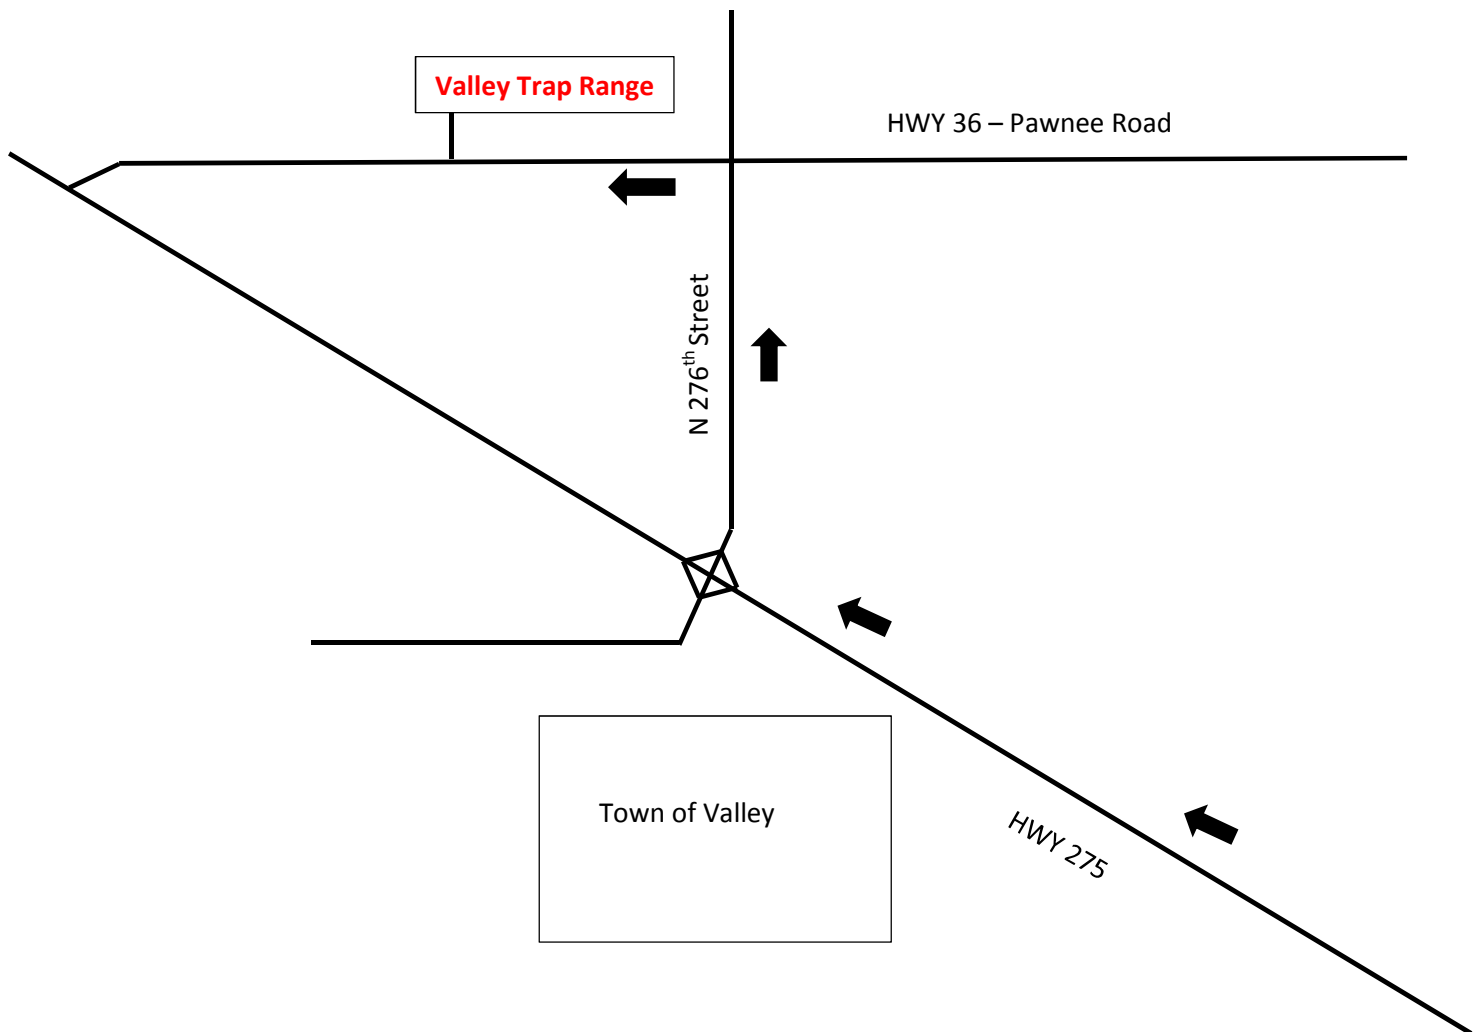 Valley Trap Range
HWY 36 – Pawnee Road
N 276th Street
Town of Valley
HWY 275